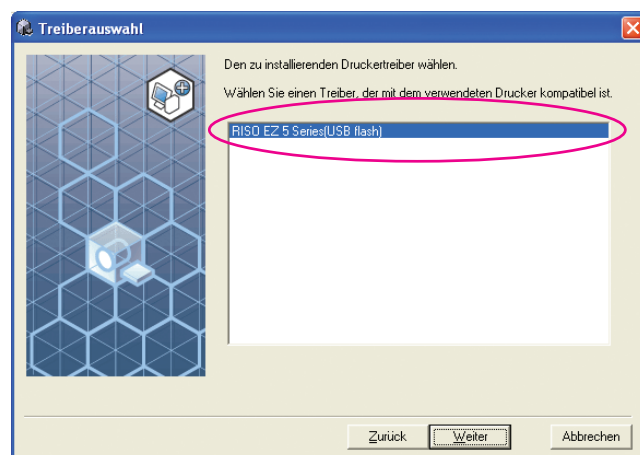 Treiberauswahl
Den zu installierenden Druckertreiber wählen.
Wählen Sie einen Treiber, der mit dem verwendeten Drucker kompatibel ist.
RISO EZ 5 Series(USB flash)
Zurück Weiter Abbrechen